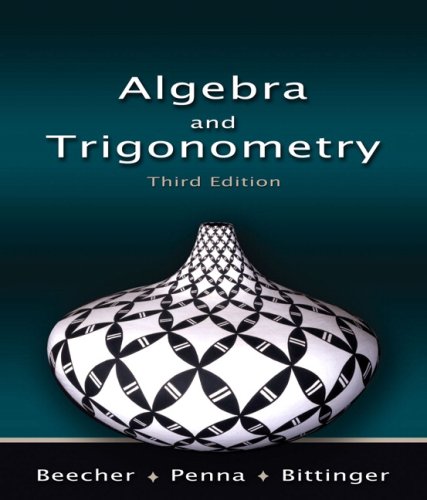 Algebra
and
Trigonometry
Third Edition
Beecher ✦ Penna ✦ Bittinger